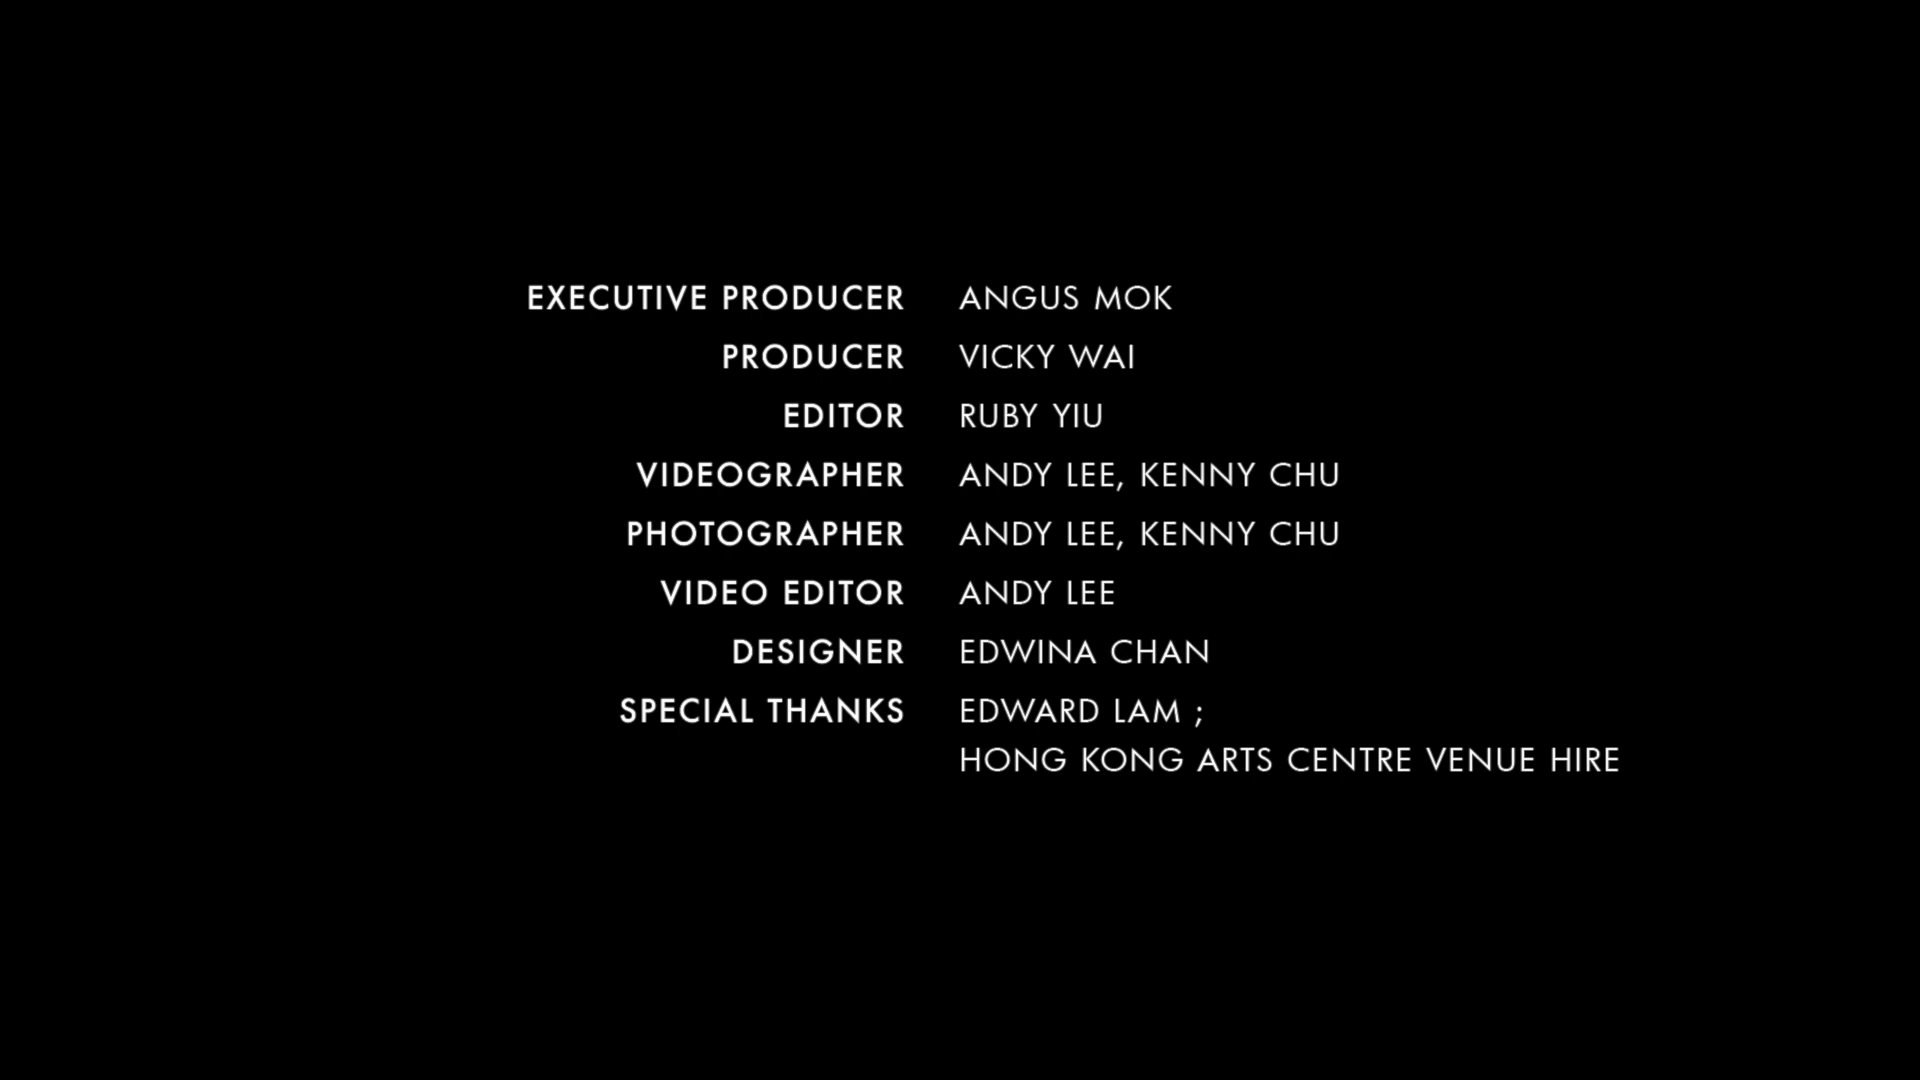 EXECUTIVE PRODUCER ANGUS MOK
PRODUCER VICKY WAI
EDITOR RUBY YIU
VIDEOGRAPHER ANDY LEE, KENNY CHU
PHOTOGRAPHER ANDY LEE, KENNY CHU
VIDEO EDITOR ANDY LEE
DESIGNER EDWINA CHAN
SPECIAL THANKS EDWARD LAM ;
HONG KONG ARTS CENTRE VENUE HIRE